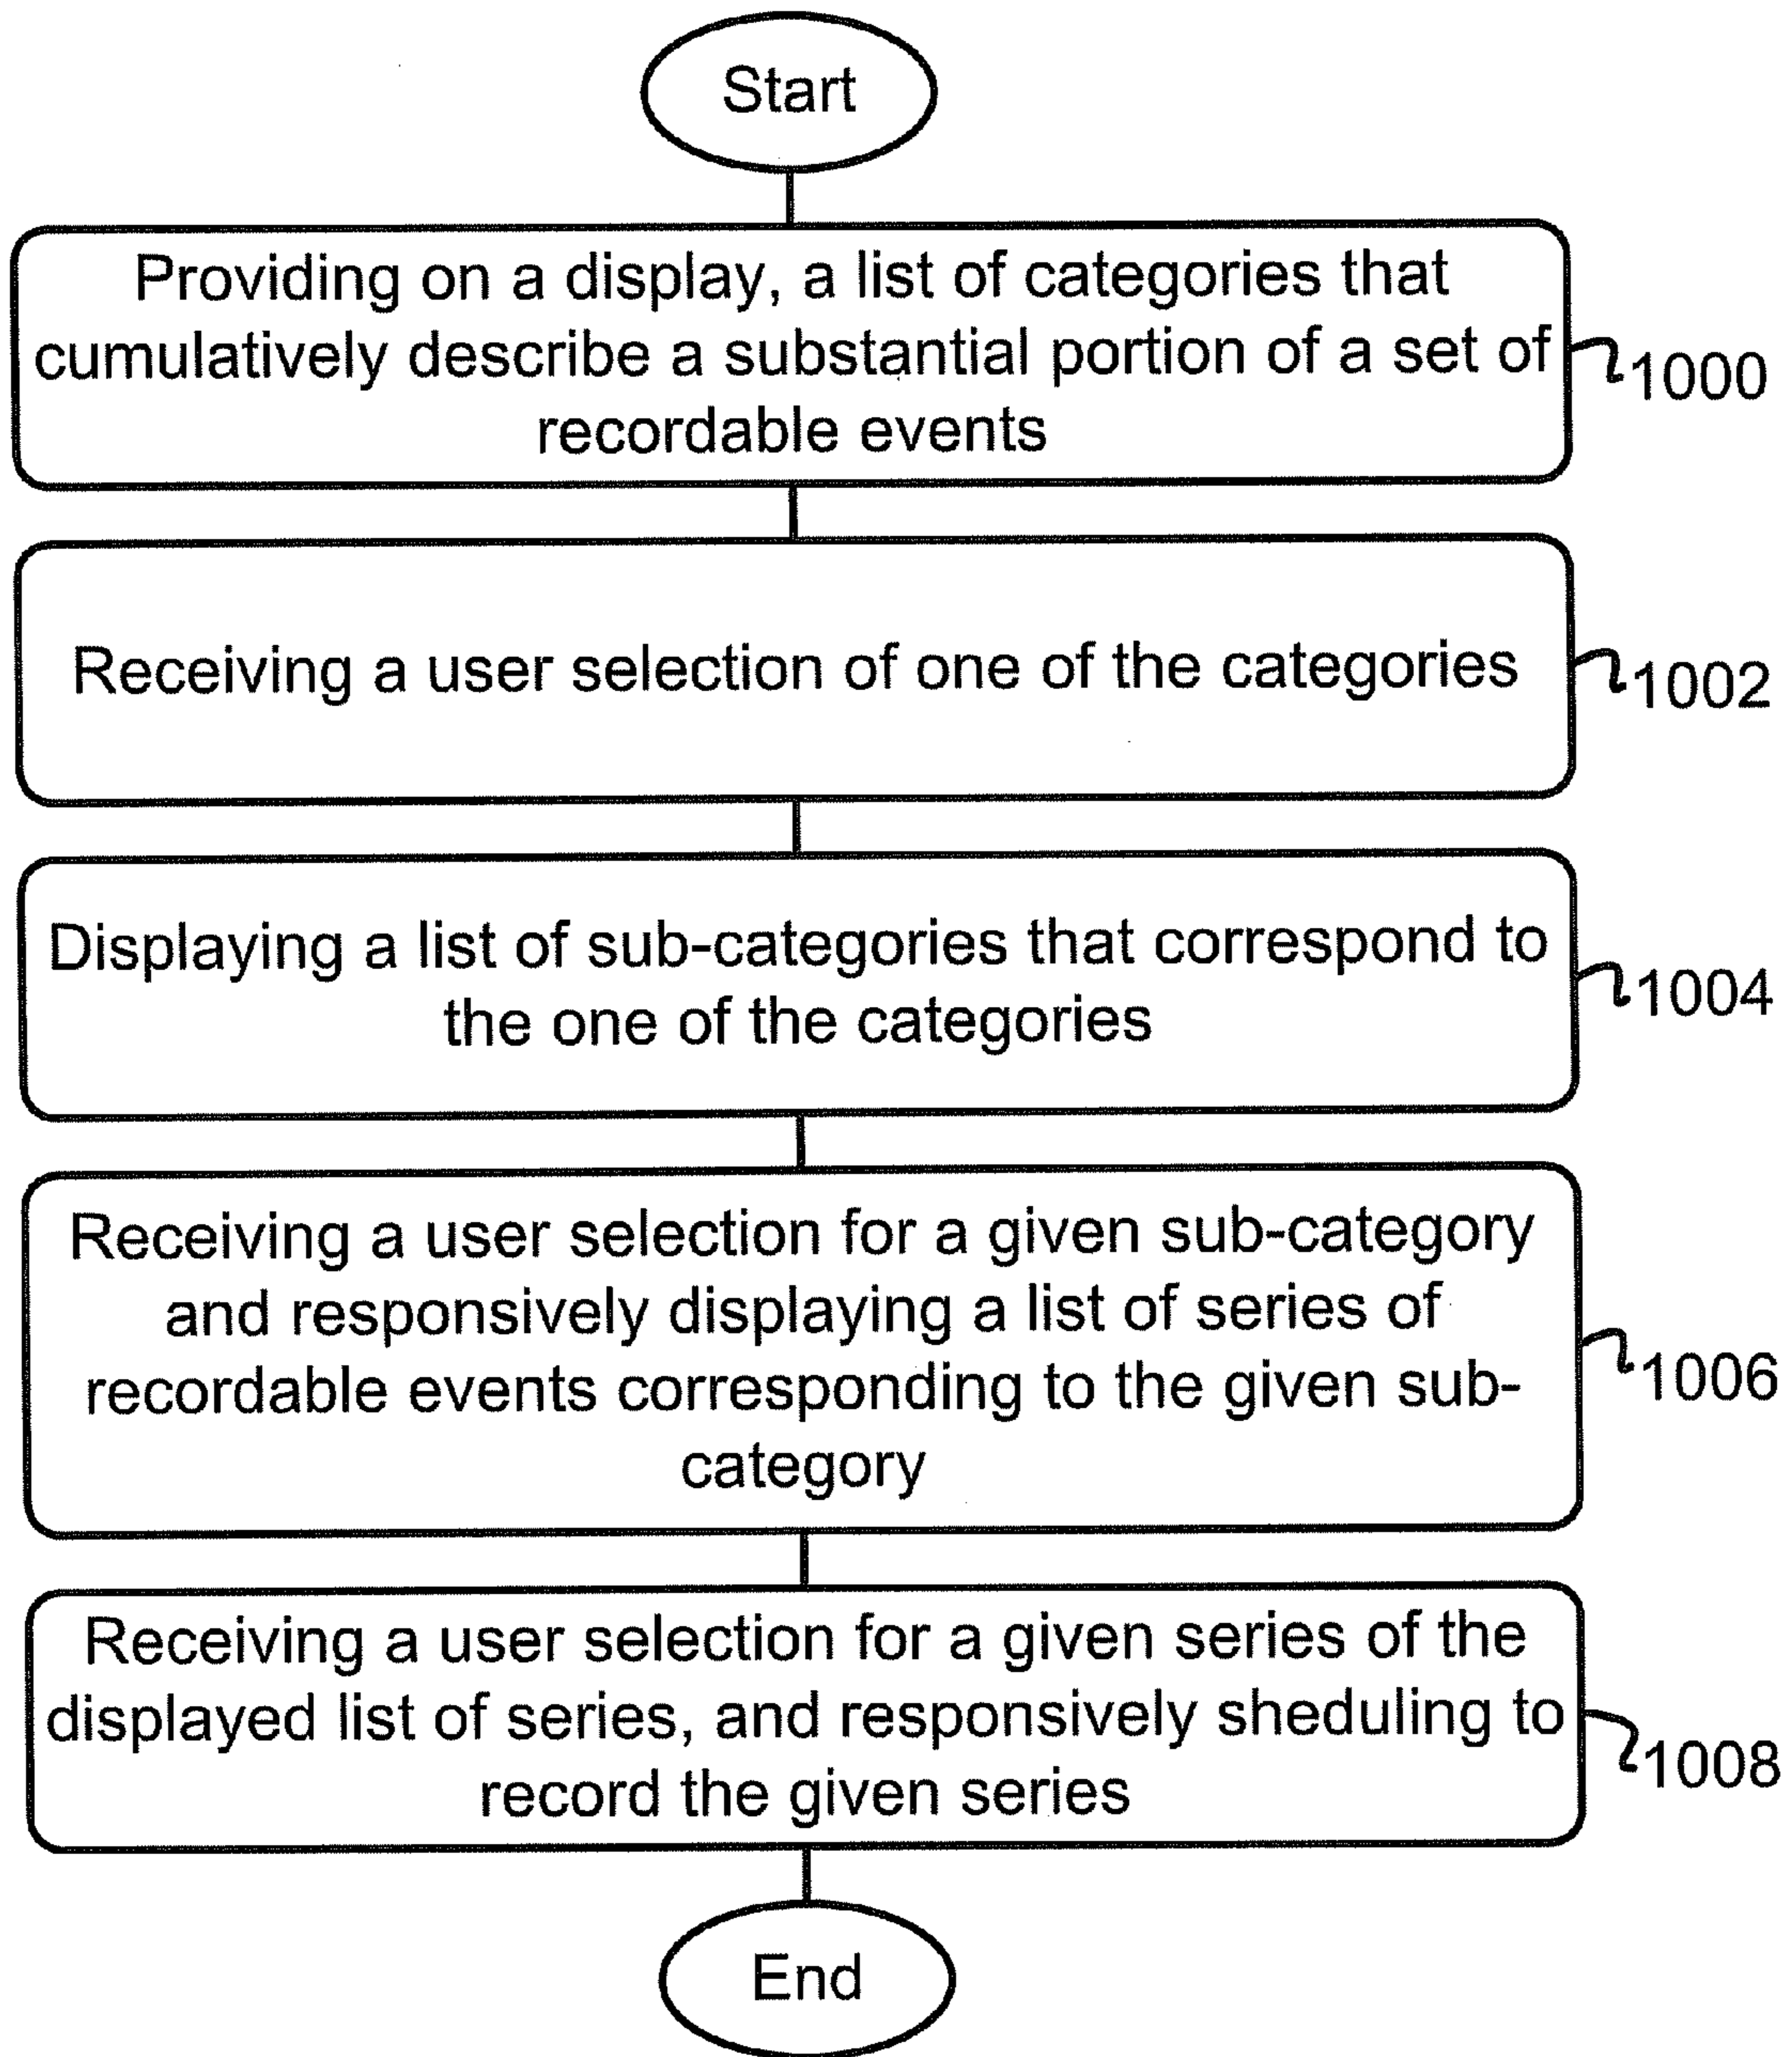 Start
Providing on a display, a list of categories that
cumulatively describe a substantial portion of a set of
recordable events
1000
Receiving a user selection of one of the categories
1002
Displaying a list of sub-categories that correspond to
the one of the categories
1004
Receiving a user selection for a given sub-category
and responsively displaying a list of series of
recordable events corresponding to the given sub-
category
1006
Receiving a user selection for a given series of the
displayed list of series, and responsively sheduling to
record the given series
1008
End